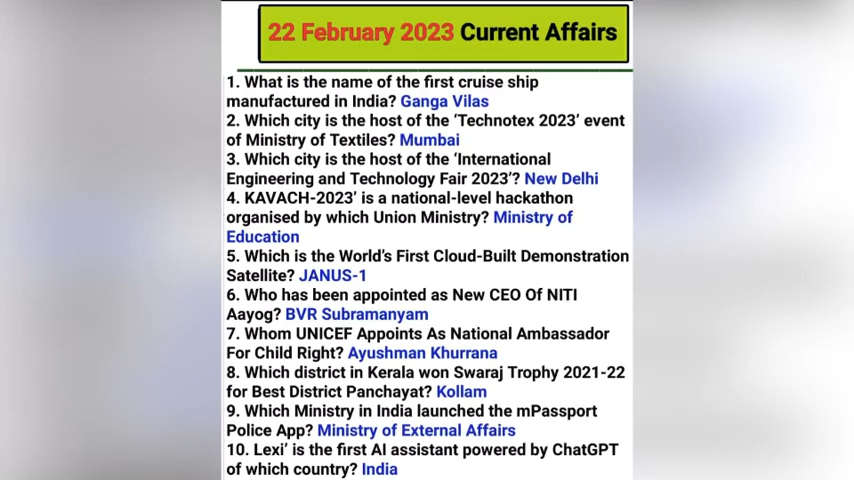 22 February 2023 Current Affairs
1. What is the name of the first cruise ship
manufactured in India? Ganga Vilas
2. Which city is the host of the ‘Technotex 2023’ event
of Ministry of Textiles? Mumbai
3. Which city is the host of the ‘International
Engineering and Technology Fair 2023’? New Delhi
4. KAVACH-2023’ is a national-level hackathon
organised by which Union Ministry? Ministry of
Education
5. Which is the World’s First Cloud-Built Demonstration
Satellite? JANUS-1
6. Who has been appointed as New CEO Of NITI
Aayog? BVR Subramanyam
7. Whom UNICEF Appoints As National Ambassador
For Child Right? Ayushman Khurrana
8. Which district in Kerala won Swaraj Trophy 2021-22
for Best District Panchayat? Kollam
9. Which Ministry in India launched the mPassport
Police App? Ministry of External Affairs
10. Lexi’ is the first AI assistant powered by ChatGPT
of which country? India